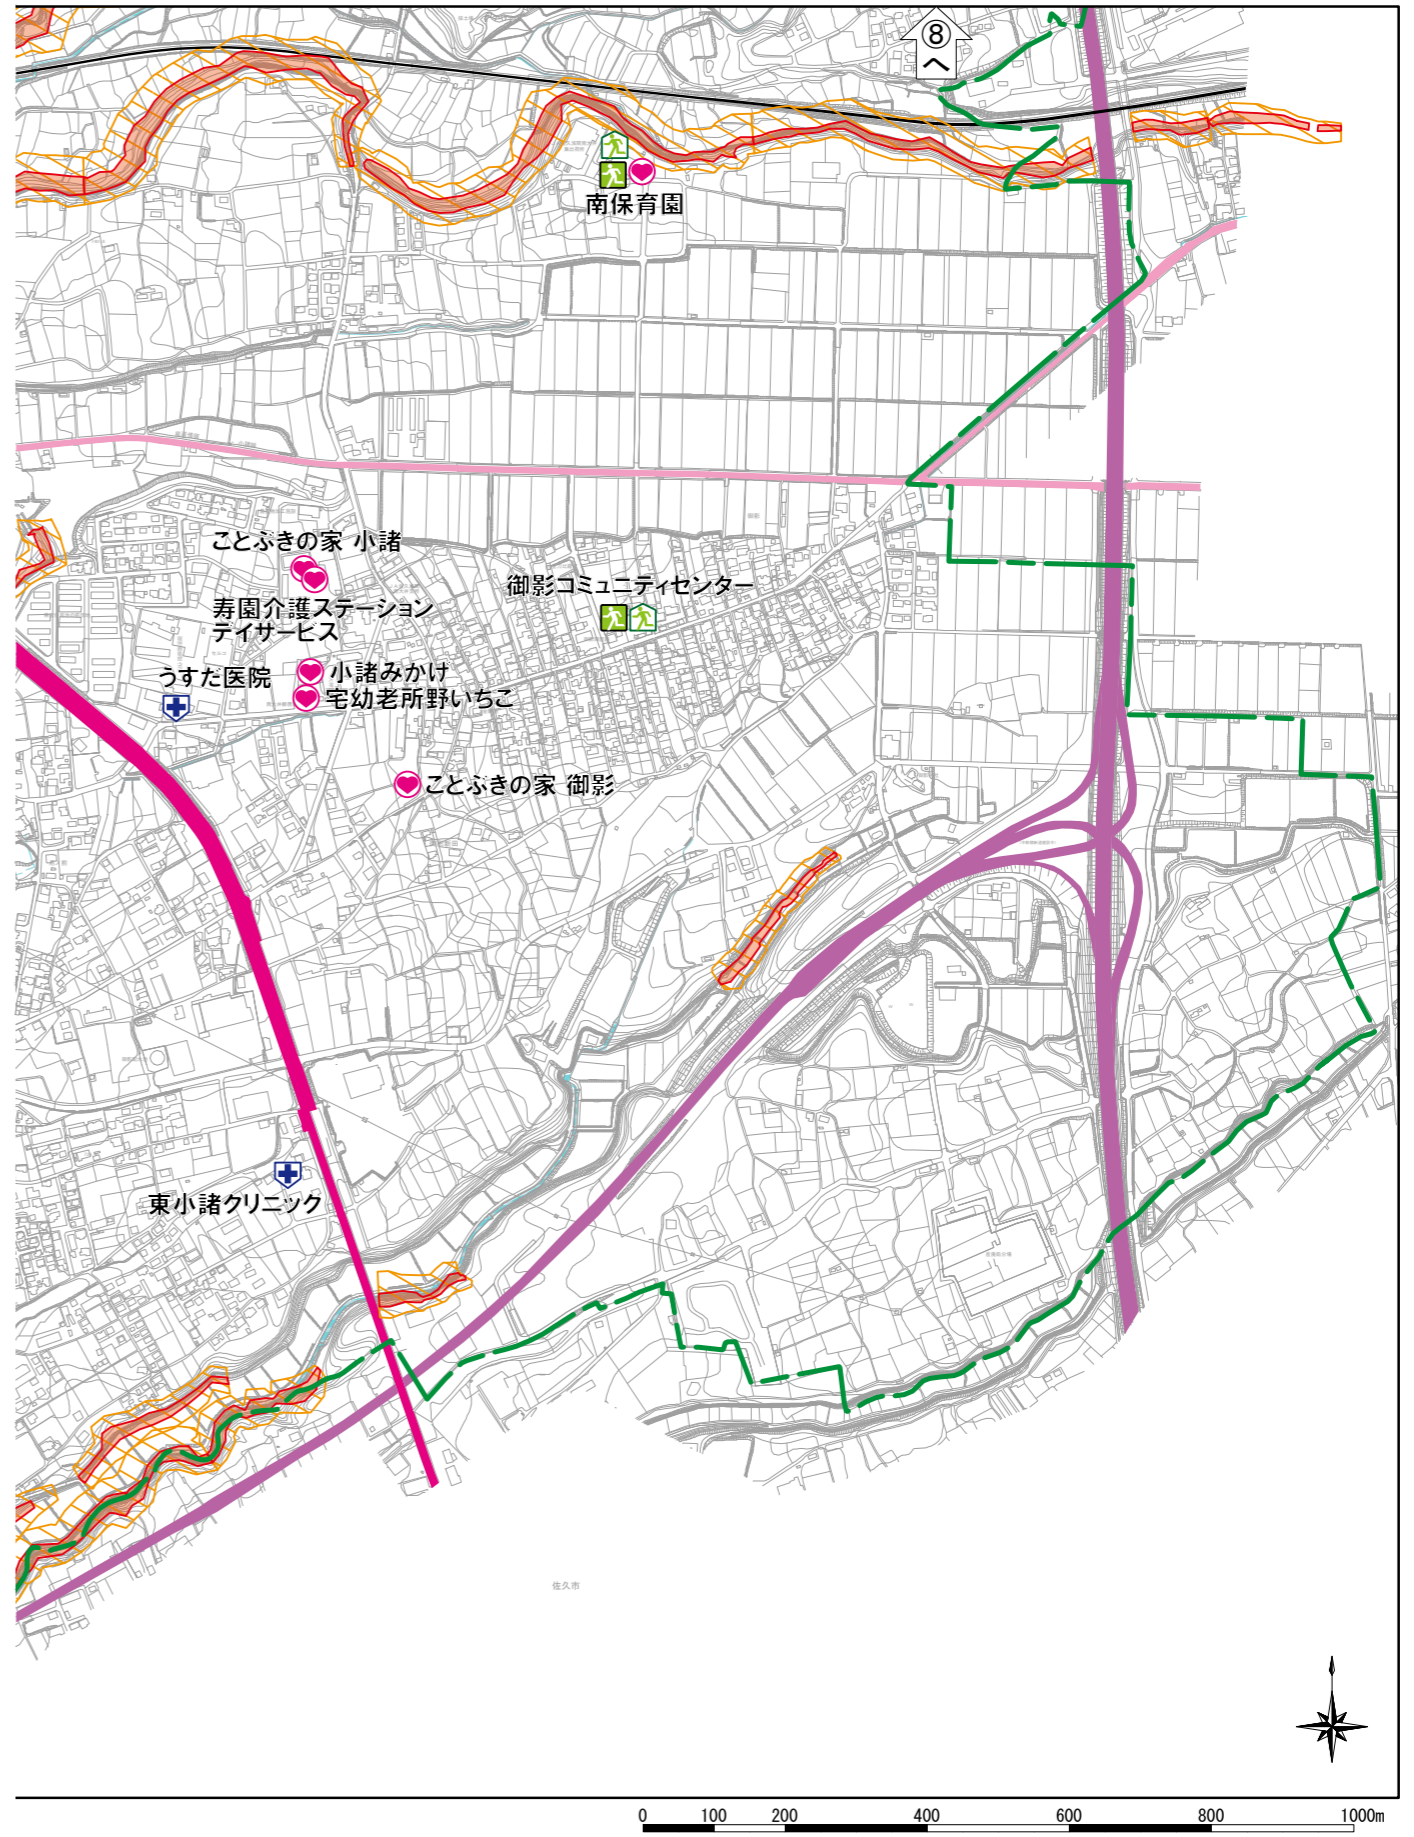 ⑧
へ
南保育園
ことぶきの家 小諸
寿園介護ステーション
デイサービス
御影コミュニティセンター
うすだ医院
小諸みかげ
宅幼老所野いちご
ことぶきの家 御影
東小諸クリニック
佐久市
0 100 200 400 600 800 1000m